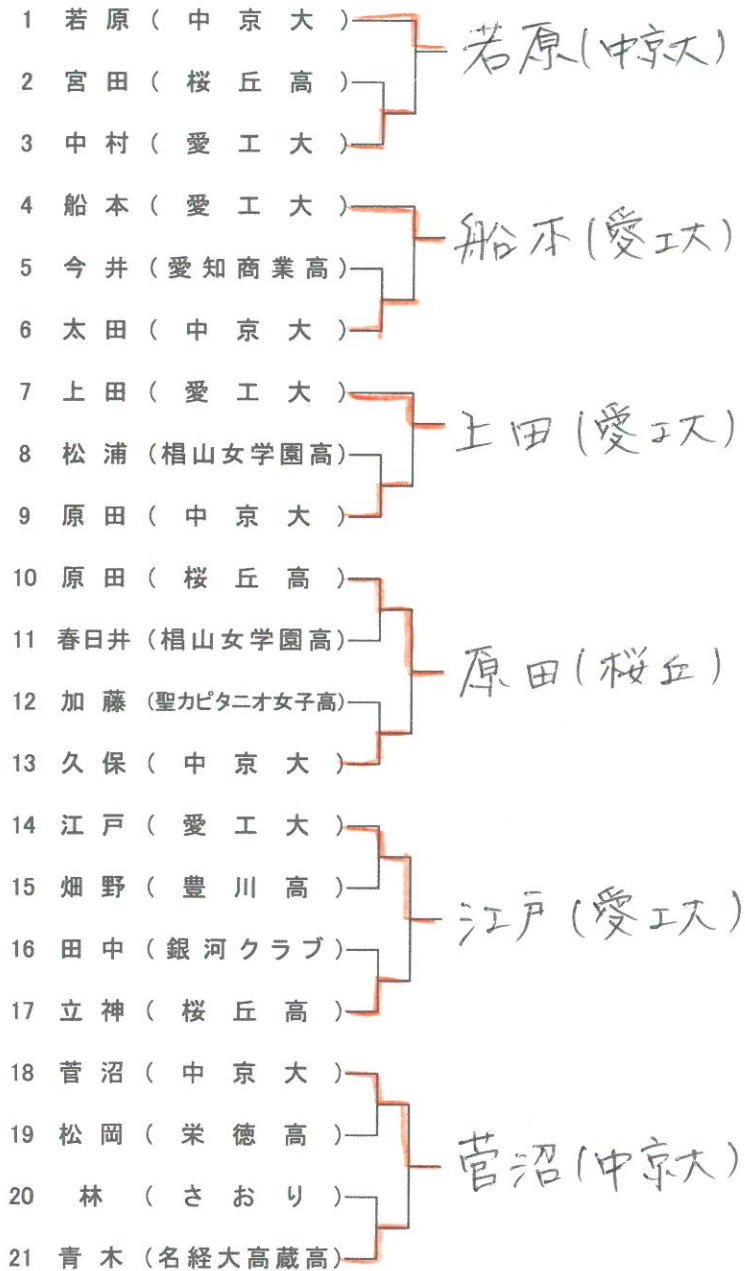 1 若原(中京大)
若原(中京大)
2 宮田(桜丘高)
3 中村(愛工大)
4 船本(愛工大)
船本(愛工大)
5 今井(愛知商業高)
6 太田(中京大)
7 上田(愛工大)
上田(愛工大)
8 松浦(椙山女学園高)
9 原田(中京大)
10 原田(桜丘高)
11 春日井(椙山女学園高)
原田(桜丘)
12 加藤(聖カピタニオ女子高)
13 久保(中京大)
14 江戸(愛工大)
15 畑野(豊川高)
江戸(愛工大)
16 田中(銀河クラブ)
17 立神(桜丘高)
18 菅沼(中京大)
19 松岡(栄徳高)
菅沼(中京大)
20 林(さおり)
21 青木(名経大高蔵高)